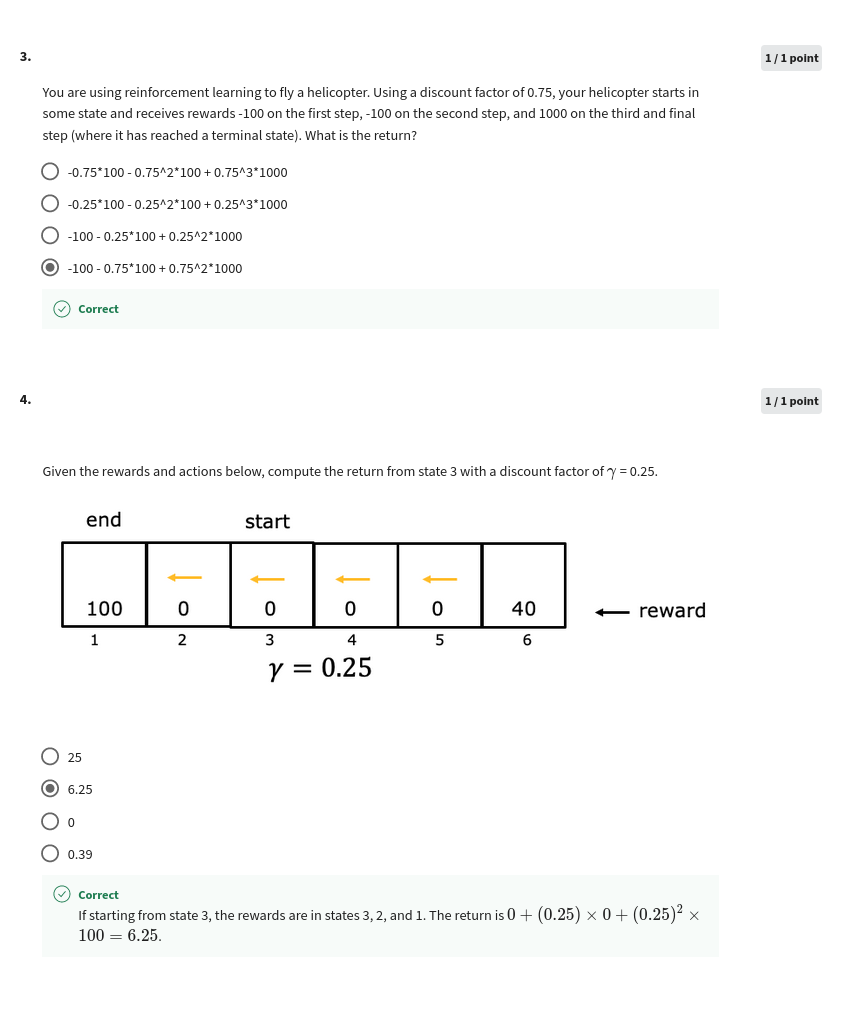 3.
1 / 1 point
You are using reinforcement learning to fly a helicopter. Using a discount factor of 0.75, your helicopter starts in
some state and receives rewards -100 on the first step, -100 on the second step, and 1000 on the third and final
step (where it has reached a terminal state). What is the return?
-0.75*100 - 0.75^2*100 + 0.75^3*1000
-0.25*100 - 0.25^2*100 + 0.25^3*1000
-100 - 0.25*100 + 0.25^2*1000
-100 - 0.75*100 + 0.75^2*1000
Correct
4.
1 / 1 point
Given the rewards and actions below, compute the return from state 3 with a discount factor of γ = 0.25.
end start
100 0 0 0 0 40 ← reward
1 2 3 4 5 6
γ = 0.25
25
6.25
0
0.39
Correct
If starting from state 3, the rewards are in states 3, 2, and 1. The return is 0 + (0.25) × 0 + (0.25)² ×
100 = 6.25.